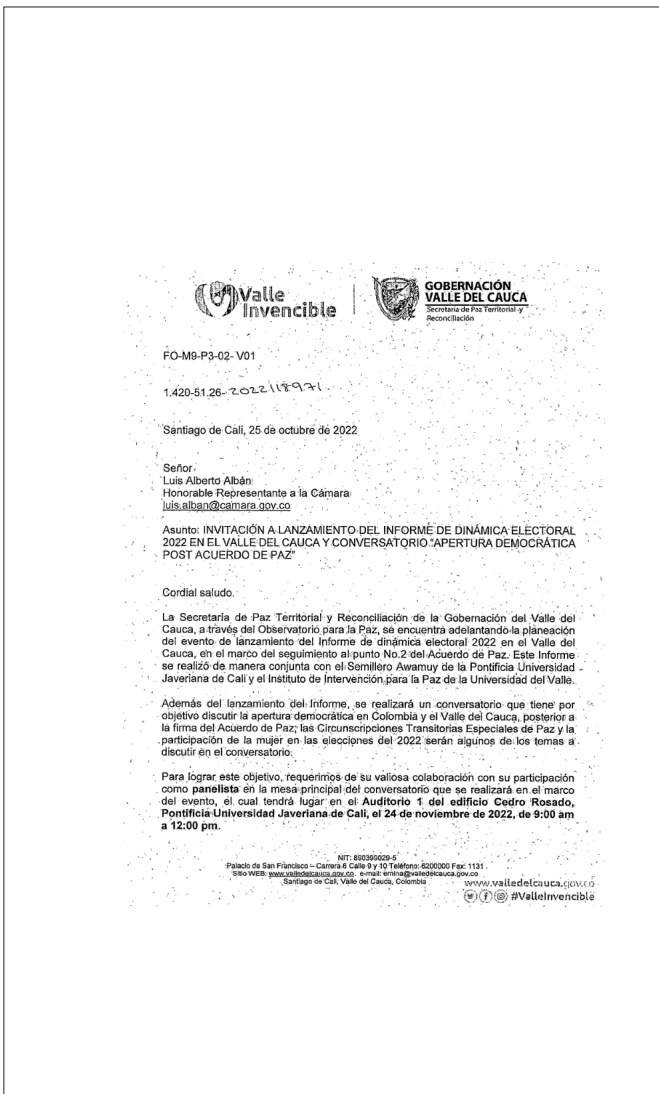 Valle
Invencible
GOBERNACIÓN
VALLE DEL CAUCA
Secretaría de Paz Territorial y
Reconciliación
FO-M9-P3-02- V01
1.420-51.26- 2022118971
Santiago de Cali, 25 de octubre de 2022
Señor
Luis Alberto Albán
Honorable Representante a la Cámara
luis.alban@camara.gov.co
Asunto: INVITACIÓN A LANZAMIENTO DEL INFORME DE DINÁMICA ELECTORAL
2022 EN EL VALLE DEL CAUCA Y CONVERSATORIO "APERTURA DEMOCRÁTICA
POST ACUERDO DE PAZ"
Cordial saludo.
La Secretaría de Paz Territorial y Reconciliación de la Gobernación del Valle del
Cauca, a través del Observatorio para la Paz, se encuentra adelantando la planeación
del evento de lanzamiento del Informe de dinámica electoral 2022 en el Valle del
Cauca, en el marco del seguimiento al punto No.2 del Acuerdo de Paz. Este Informe
se realizó de manera conjunta con el Semillero Awamuy de la Pontificia Universidad
Javeriana de Cali y el Instituto de Intervención para la Paz de la Universidad del Valle.
Además del lanzamiento del Informe, se realizará un conversatorio que tiene por
objetivo discutir la apertura democrática en Colombia y el Valle del Cauca, posterior a
la firma del Acuerdo de Paz; las Circunscripciones Transitorias Especiales de Paz y la
participación de la mujer en las elecciones del 2022 serán algunos de los temas a
discutir en el conversatorio.
Para lograr este objetivo, requerimos de su valiosa colaboración con su participación
como panelista en la mesa principal del conversatorio que se realizará en el marco
del evento, el cual tendrá lugar en el Auditorio 1 del edificio Cedro Rosado,
Pontificia Universidad Javeriana de Cali, el 24 de noviembre de 2022, de 9:00 am
a 12:00 pm.
NIT: 890399029-5
Palacio de San Francisco – Carrera 6 Calle 9 y 10 Teléfono: 6200000 Fax: 1131
Sitio WEB: www.valledelcauca.gov.co e-mail: emina@valledelcauca.gov.co
Santiago de Cali, Valle del Cauca, Colombia
www.valledelcauca.gov.co
#ValleInvencible